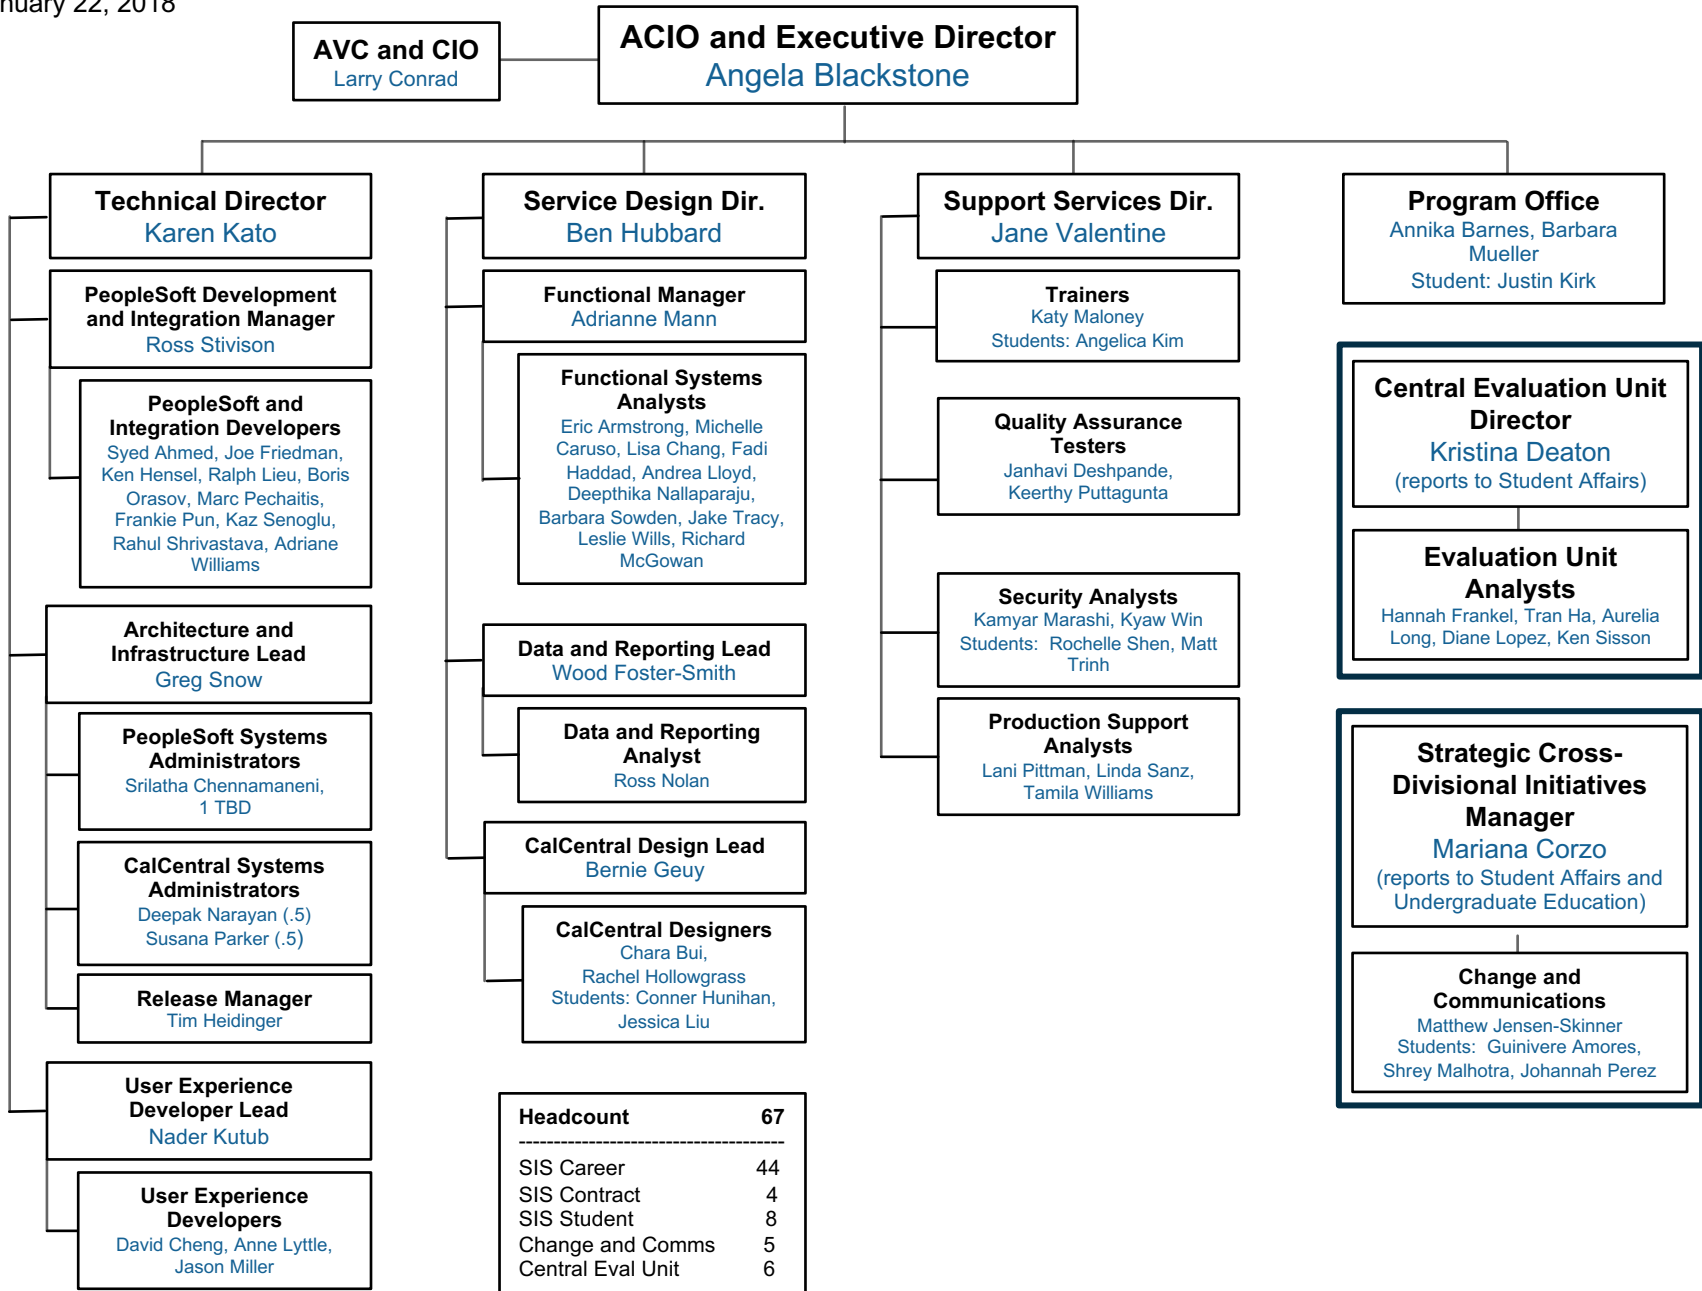 nuary 22, 2018
AVC and CIO
Larry Conrad
ACIO and Executive Director
Angela Blackstone
Technical Director
Karen Kato
PeopleSoft Development
and Integration Manager
Ross Stivison
PeopleSoft and
Integration Developers
Syed Ahmed, Joe Friedman,
Ken Hensel, Ralph Lieu, Boris
Orasov, Marc Pechaitis,
Frankie Pun, Kaz Senoglu,
Rahul Shrivastava, Adriane
Williams
Architecture and
Infrastructure Lead
Greg Snow
PeopleSoft Systems
Administrators
Srilatha Chennamaneni,
1 TBD
CalCentral Systems
Administrators
Deepak Narayan (.5)
Susana Parker (.5)
Release Manager
Tim Heidinger
User Experience
Developer Lead
Nader Kutub
User Experience
Developers
David Cheng, Anne Lyttle,
Jason Miller
Service Design Dir.
Ben Hubbard
Functional Manager
Adrianne Mann
Functional Systems
Analysts
Eric Armstrong, Michelle
Caruso, Lisa Chang, Fadi
Haddad, Andrea Lloyd,
Deepthika Nallaparaju,
Barbara Sowden, Jake Tracy,
Leslie Wills, Richard
McGowan
Data and Reporting Lead
Wood Foster-Smith
Data and Reporting
Analyst
Ross Nolan
CalCentral Design Lead
Bernie Geuy
CalCentral Designers
Chara Bui,
Rachel Hollowgrass
Students: Conner Hunihan,
Jessica Liu
Headcount 67
--------------------------------------
SIS Career 44
SIS Contract 4
SIS Student 8
Change and Comms 5
Central Eval Unit 6
Support Services Dir.
Jane Valentine
Trainers
Katy Maloney
Students: Angelica Kim
Quality Assurance
Testers
Janhavi Deshpande,
Keerthy Puttagunta
Security Analysts
Kamyar Marashi, Kyaw Win
Students: Rochelle Shen, Matt
Trinh
Production Support
Analysts
Lani Pittman, Linda Sanz,
Tamila Williams
Program Office
Annika Barnes, Barbara
Mueller
Student: Justin Kirk
Central Evaluation Unit
Director
Kristina Deaton
(reports to Student Affairs)
Evaluation Unit
Analysts
Hannah Frankel, Tran Ha, Aurelia
Long, Diane Lopez, Ken Sisson
Strategic Cross-
Divisional Initiatives
Manager
Mariana Corzo
(reports to Student Affairs and
Undergraduate Education)
Change and
Communications
Matthew Jensen-Skinner
Students: Guinivere Amores,
Shrey Malhotra, Johannah Perez